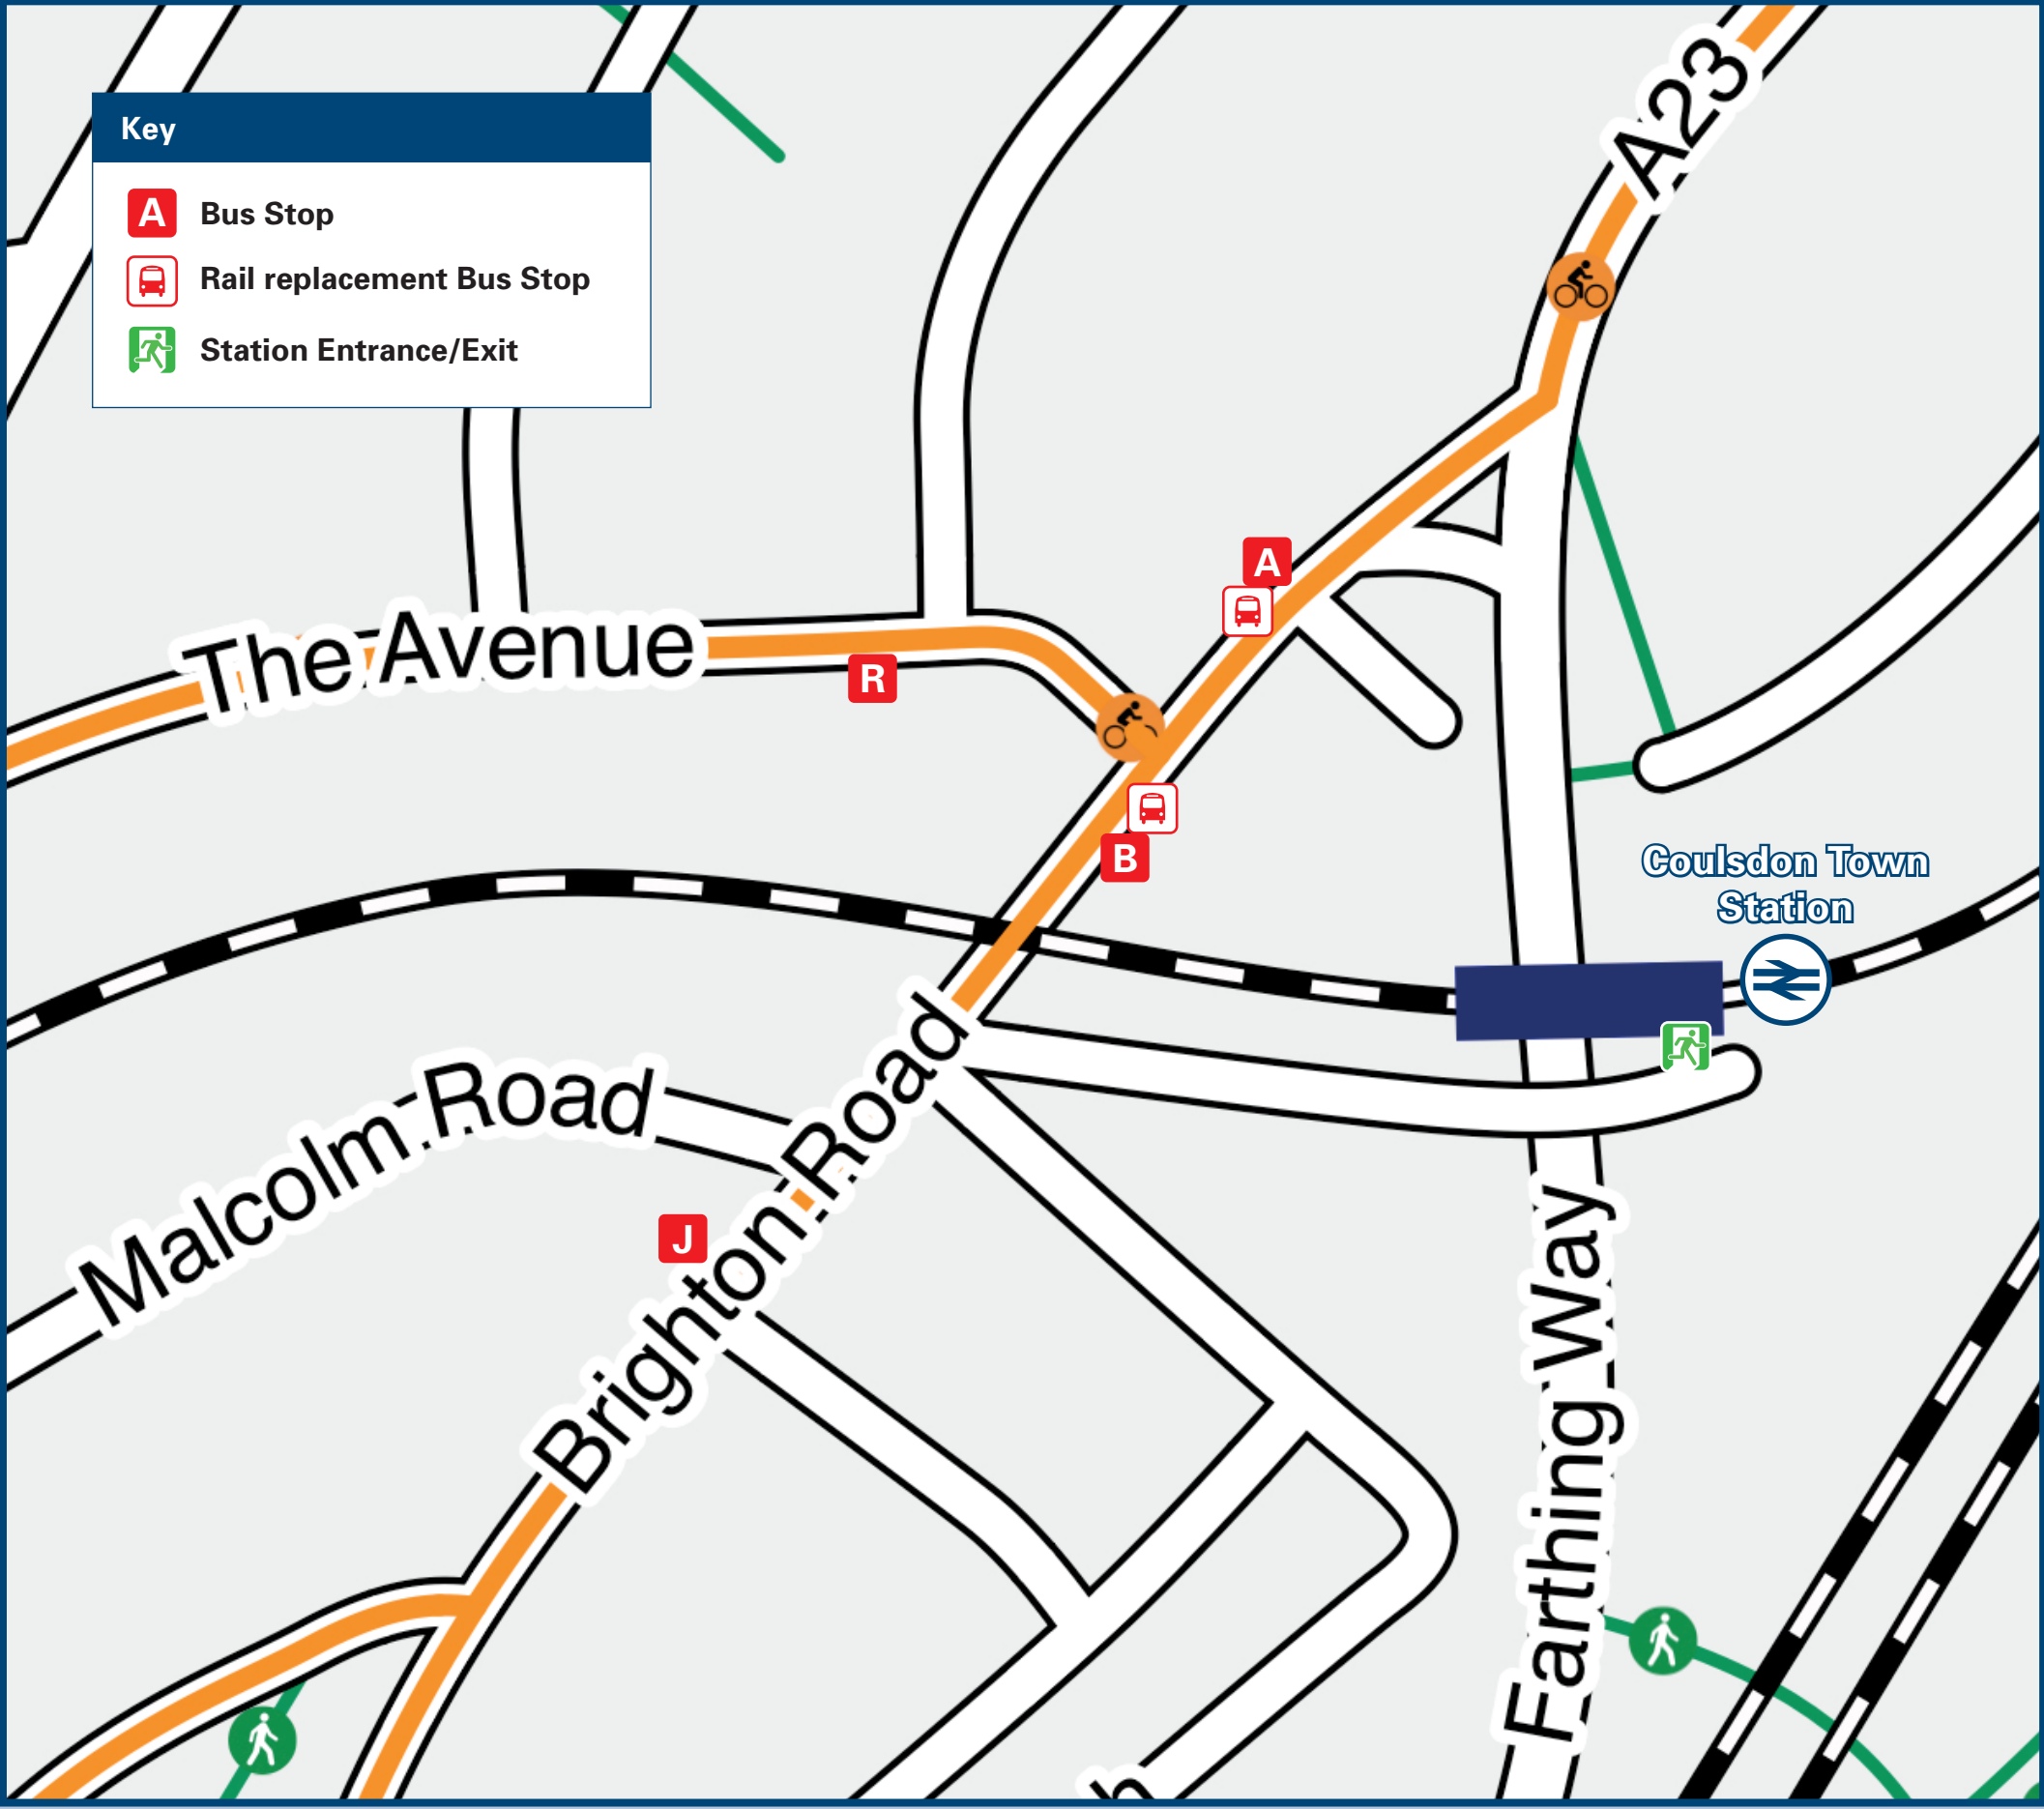 A23
Key
A Bus Stop
Rail replacement Bus Stop
Station Entrance/Exit
A
The Avenue
R
B
Coulsdon Town
Station
Malcolm Road
Brighton Road
J
Farthing Way
h